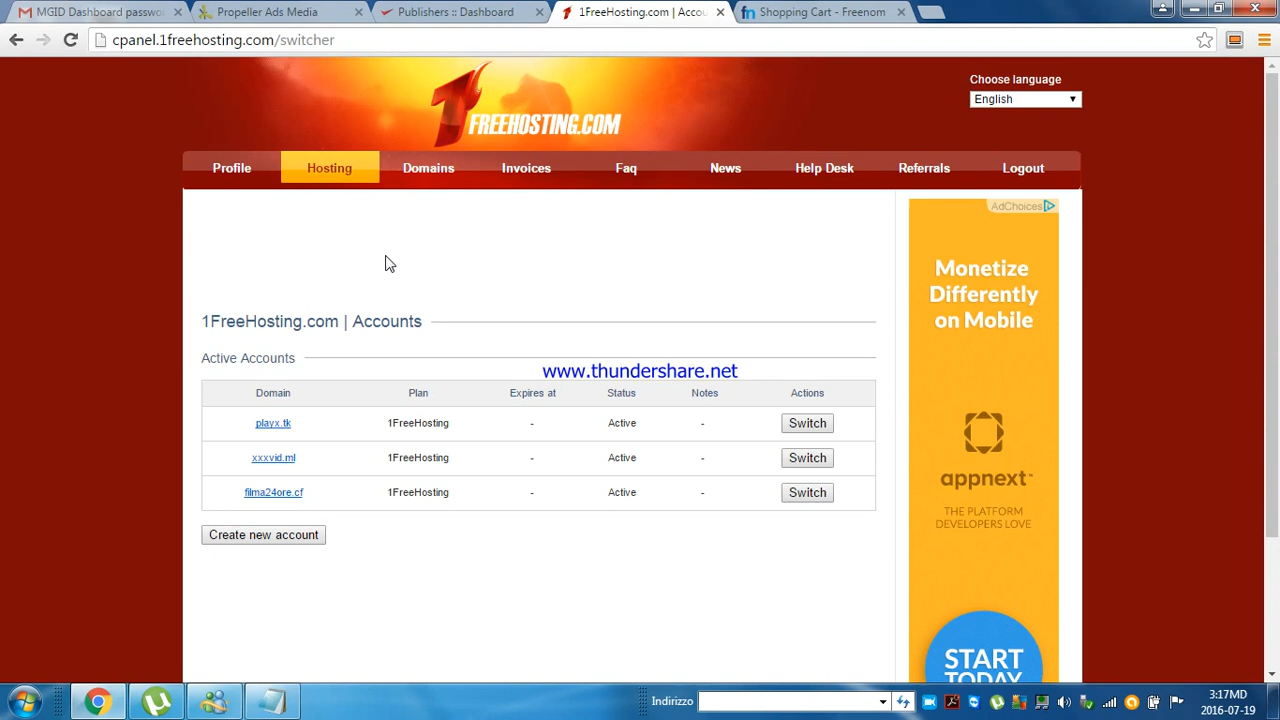 MGID Dashboard passwo
Propeller Ads Media
Publishers :: Dashboard
1FreeHosting.com | Accou
Shopping Cart - Freenom
cpanel.1freehosting.com/switcher
1FREEHOSTING.COM
Choose language
English
Profile
Hosting
Domains
Invoices
Faq
News
Help Desk
Referrals
Logout
AdChoices
Monetize
Differently
on Mobile
1FreeHosting.com | Accounts
Active Accounts
www.thundershare.net
Domain Plan Expires at Status Notes Actions
playx.tk 1FreeHosting - Active - Switch
xxxvid.ml 1FreeHosting - Active - Switch
filma24ore.cf 1FreeHosting - Active - Switch
Create new account
appnext
THE PLATFORM
DEVELOPERS LOVE
START
TODAY
Indirizzo
3:17MD
2016-07-19